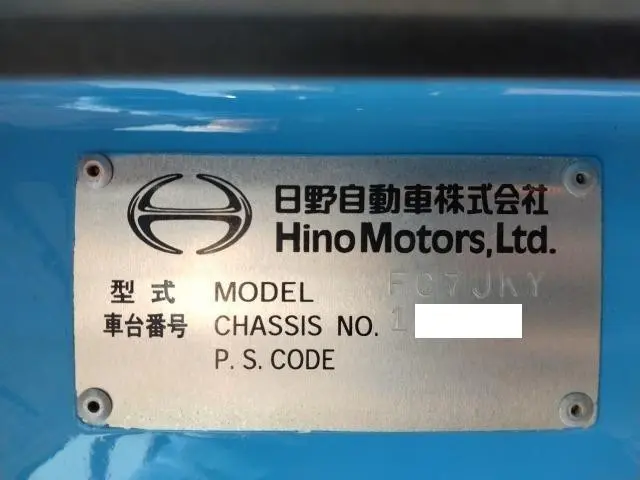 日野自動車株式会社
Hino Motors, Ltd.
型式 MODEL FC7JKY
車台番号 CHASSIS NO. 1
P. S. CODE